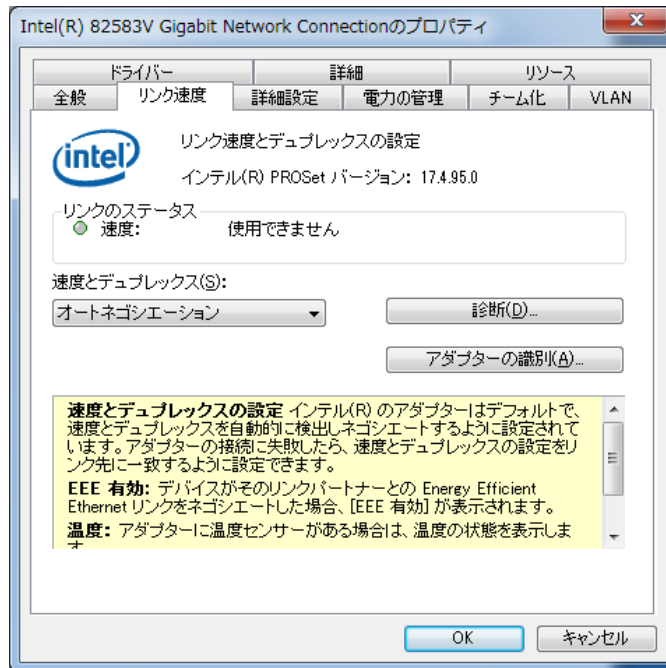 Intel(R) 82583V Gigabit Network Connectionのプロパティ
ドライバー 詳細 リソース
全般 リンク速度 詳細設定 電力の管理 チーム化 VLAN
intel
リンク速度とデュプレックスの設定
インテル(R) PROSet バージョン: 17.4.95.0
リンクのステータス
速度: 使用できません
速度とデュプレックス(S):
オートネゴシエーション
診断(D)...
アダプターの識別(A)...
速度とデュプレックスの設定 インテル(R) のアダプターはデフォルトで、
速度とデュプレックスを自動的に検出しネゴシエートするように設定されて
います。アダプターの接続に失敗したら、速度とデュプレックスの設定をリ
ンク先に一致するように設定できます。
EEE 有効: デバイスがそのリンクパートナーとの Energy Efficient
Ethernet リンクをネゴシエートした場合、[EEE 有効] が表示されます。
温度: アダプターに温度センサーがある場合は、温度の状態を表示しま
OK キャンセル